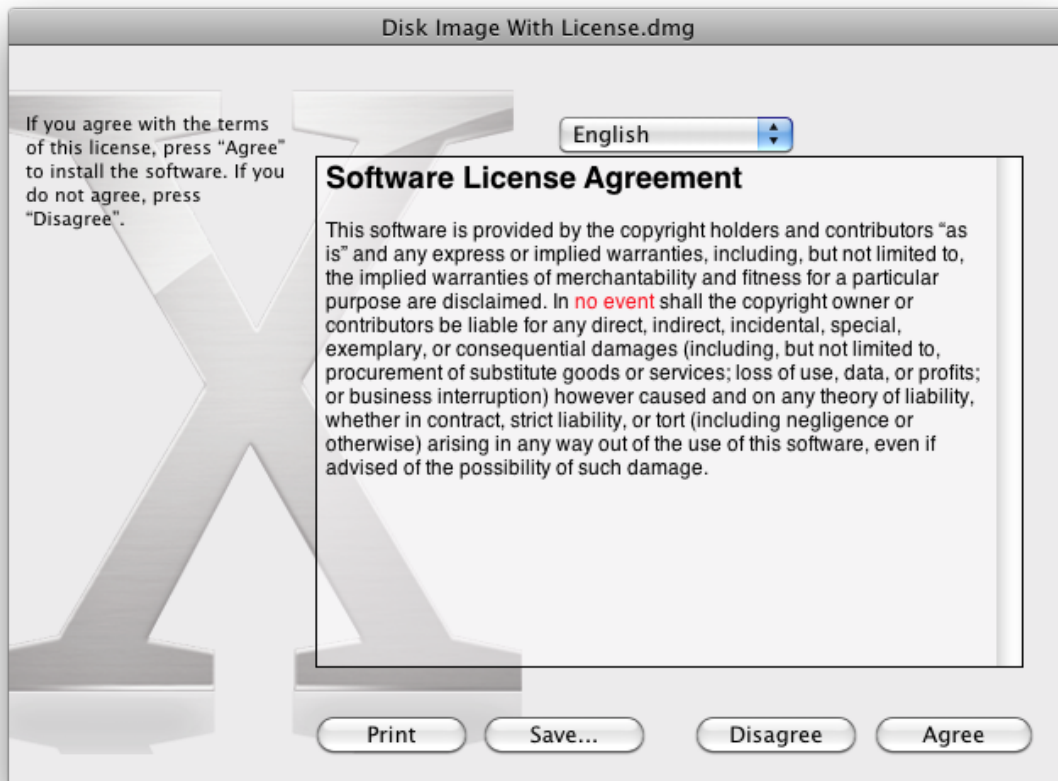 Disk Image With License.dmg
If you agree with the terms
of this license, press “Agree”
to install the software. If you
do not agree, press
“Disagree”.
English
Software License Agreement
This software is provided by the copyright holders and contributors “as
is” and any express or implied warranties, including, but not limited to,
the implied warranties of merchantability and fitness for a particular
purpose are disclaimed. In no event shall the copyright owner or
contributors be liable for any direct, indirect, incidental, special,
exemplary, or consequential damages (including, but not limited to,
procurement of substitute goods or services; loss of use, data, or profits;
or business interruption) however caused and on any theory of liability,
whether in contract, strict liability, or tort (including negligence or
otherwise) arising in any way out of the use of this software, even if
advised of the possibility of such damage.
Print
Save...
Disagree
Agree